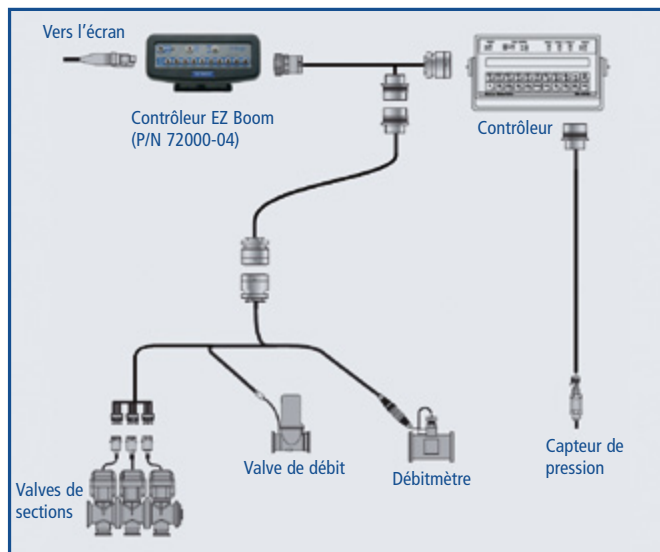 Vers l'écran
Contrôleur EZ Boom
(P/N 72000-04)
Contrôleur
Valve de débit
Débitmètre
Capteur de
pression
Valves de
sections